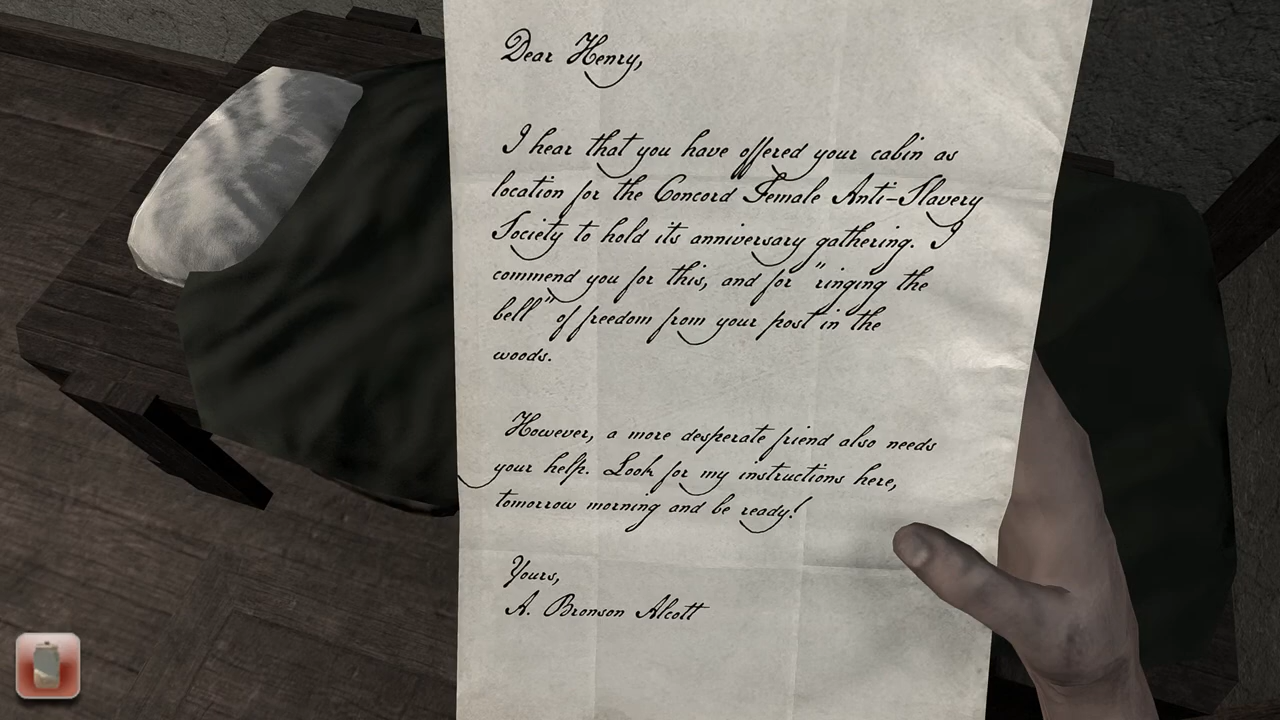 Dear Henry,
I hear that you have offered your cabin as
location for the Concord Female Anti-Slavery
Society to hold its anniversary gathering. I
commend you for this, and for "ringing the
bell" of freedom from your post in the
woods.
However, a more desperate friend also needs
your help. Look for my instructions here,
tomorrow morning and be ready!
Yours,
A. Bronson Alcott